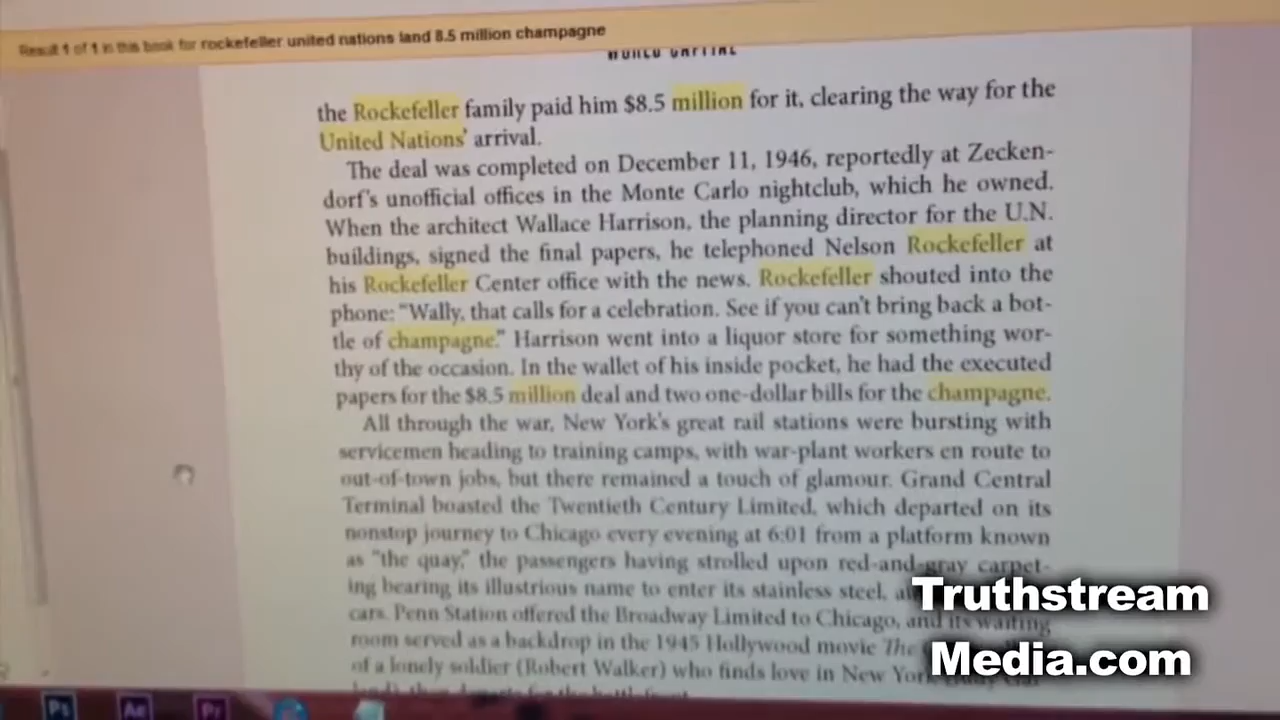 Result 1 of 1 in this book for rockefeller united nations land 8.5 million champagne
WORLD CAPITAL
the Rockefeller family paid him $8.5 million for it, clearing the way for the
United Nations' arrival.
The deal was completed on December 11, 1946, reportedly at Zecken-
dorf's unofficial offices in the Monte Carlo nightclub, which he owned.
When the architect Wallace Harrison, the planning director for the U.N.
buildings, signed the final papers, he telephoned Nelson Rockefeller at
his Rockefeller Center office with the news. Rockefeller shouted into the
phone: "Wally, that calls for a celebration. See if you can't bring back a bot-
tle of champagne." Harrison went into a liquor store for something wor-
thy of the occasion. In the wallet of his inside pocket, he had the executed
papers for the $8.5 million deal and two one-dollar bills for the champagne.
All through the war, New York's great rail stations were bursting with
servicemen heading to training camps, with war-plant workers en route to
out-of-town jobs, but there remained a touch of glamour. Grand Central
Terminal boasted the Twentieth Century Limited, which departed on its
nonstop journey to Chicago every evening at 6:01 from a platform known
as "the quay," the passengers having strolled upon red-and-gray carpet-
ing bearing its illustrious name to enter its stainless steel,
cars. Penn Station offered the Broadway Limited to Chicago, and its waiting
room served as a backdrop in the 1945 Hollywood movie The
of a lonely soldier (Robert Walker) who finds love in New York
Truthstream
Media.com
Ps
Ae
Pr